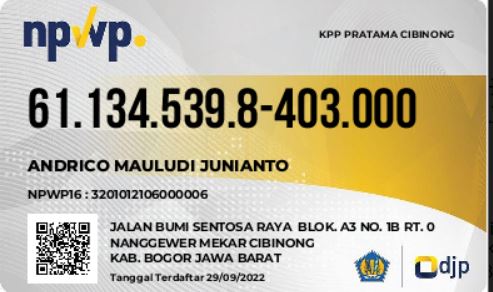 npwp.
KPP PRATAMA CIBINONG
61.134.539.8-403.000
ANDRICO MAULUDI JUNIANTO
NPWP16 : 3201012106000006
JALAN BUMI SENTOSA RAYA BLOK. A3 NO. 1B RT. 0
NANGGEWER MEKAR CIBINONG
KAB. BOGOR JAWA BARAT
Tanggal Terdaftar 29/09/2022
djp